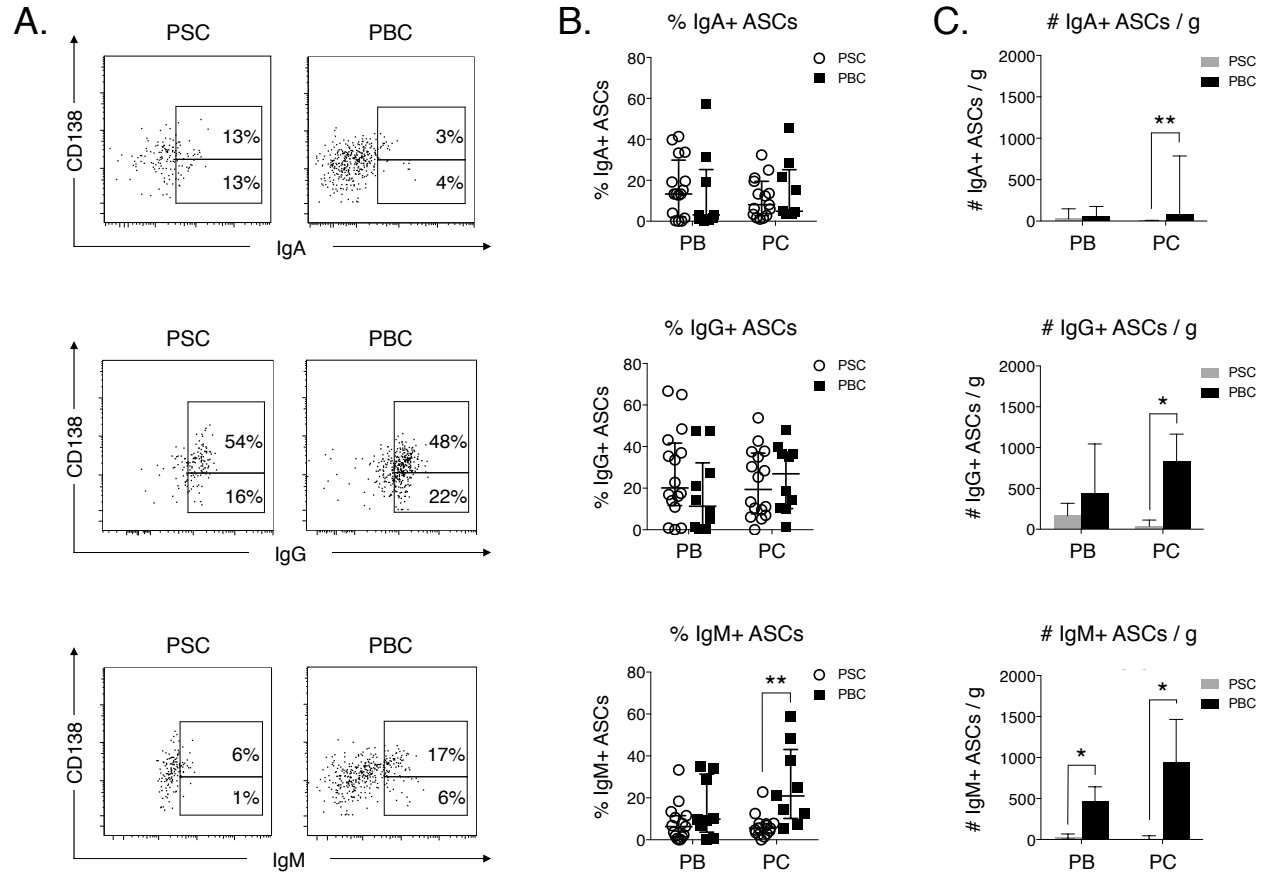 A.
PSC
PBC
CD138
13%
13%
3%
4%
IgA
PSC
PBC
CD138
54%
16%
48%
22%
IgG
PSC
PBC
CD138
6%
1%
17%
6%
IgM
B.
% IgA+ ASCs
PSC
PBC
% IgA+ ASCs
80
60
40
20
0
PB
PC
% IgG+ ASCs
PSC
PBC
% IgG+ ASCs
80
60
40
20
0
PB
PC
% IgM+ ASCs
PSC
PBC
% IgM+ ASCs
80
60
40
20
0
**
PB
PC
C.
# IgA+ ASCs / g
PSC
PBC
# IgA+ ASCs / g
2000
1500
1000
500
0
**
PB
PC
# IgG+ ASCs / g
PSC
PBC
# IgG+ ASCs / g
2000
1500
1000
500
0
*
PB
PC
# IgM+ ASCs / g
PSC
PBC
# IgM+ ASCs / g
2000
1500
1000
500
0
*
*
PB
PC